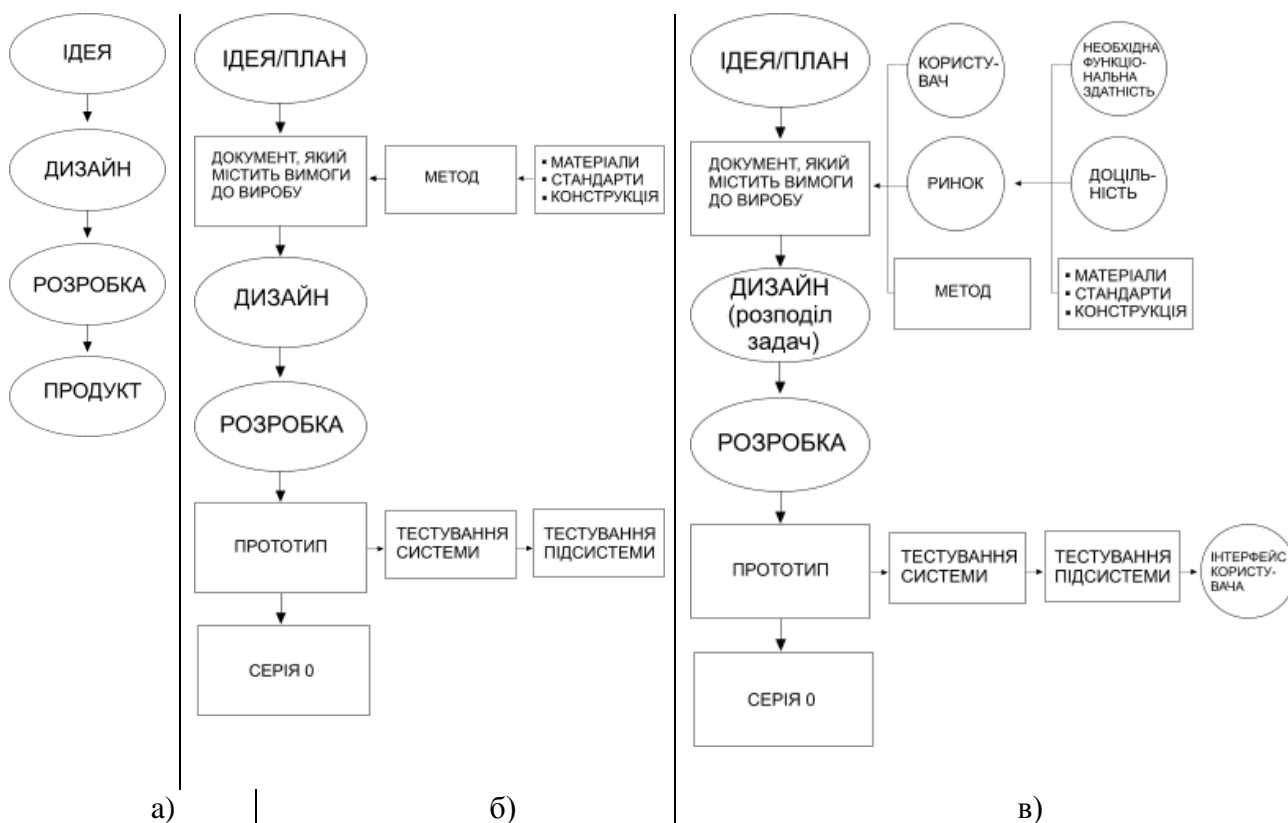 ІДЕЯ
ДИЗАЙН
РОЗРОБКА
ПРОДУКТ
а)
ІДЕЯ/ПЛАН
ДОКУМЕНТ, ЯКИЙ
МІСТИТЬ ВИМОГИ
ДО ВИРОБУ
МЕТОД
▪ МАТЕРІАЛИ
▪ СТАНДАРТИ
▪ КОНСТРУКЦІЯ
ДИЗАЙН
РОЗРОБКА
ПРОТОТИП
ТЕСТУВАННЯ
СИСТЕМИ
ТЕСТУВАННЯ
ПІДСИСТЕМИ
СЕРІЯ 0
б)
ІДЕЯ/ПЛАН
КОРИСТУ-
ВАЧ
НЕОБХІДНА
ФУНКЦІО-
НАЛЬНА
ЗДАТНІСТЬ
ДОКУМЕНТ, ЯКИЙ
МІСТИТЬ ВИМОГИ
ДО ВИРОБУ
РИНОК
ДОЦІЛЬ-
НІСТЬ
ДИЗАЙН
(розподіл
задач)
МЕТОД
▪ МАТЕРІАЛИ
▪ СТАНДАРТИ
▪ КОНСТРУКЦІЯ
РОЗРОБКА
ПРОТОТИП
ТЕСТУВАННЯ
СИСТЕМИ
ТЕСТУВАННЯ
ПІДСИСТЕМИ
ІНТЕРФЕЙС
КОРИСТУ-
ВАЧА
СЕРІЯ 0
в)